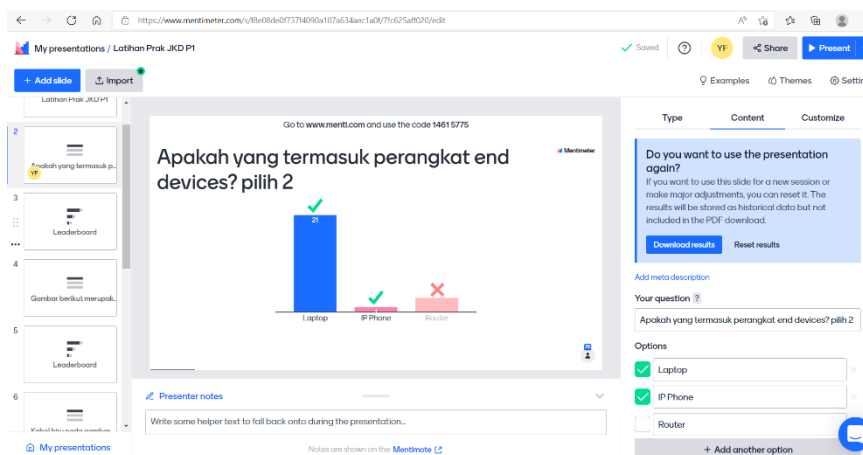 https://www.mentimeter.com/s/f8e08de0f737f4090a107a634aec1a0f/7fc625aff020/edit
My presentations / Latihan Prak JKD P1
Saved
?
YF
Share
Present
+ Add slide
Import
Examples
Themes
Settin
Latihan Prak JKD P1
2
Apakah yang termasuk p..
YF
3
Leaderboard
4
Gambar berikut merupak..
5
Leaderboard
6
My presentations
Go to www.menti.com and use the code 1461 5775
Apakah yang termasuk perangkat end
devices? pilih 2
Mentimeter
21
1
Laptop
IP Phone
Router
Presenter notes
Write some helper text to fall back onto during the presentation...
Notes are shown on the Mentimote
Type
Content
Customize
Do you want to use the presentation
again?
If you want to use this slide for a new session or
make major adjustments, you can reset it. The
results will be stored as historical data but not
included in the PDF download.
Download results
Reset results
Add meta description
Your question ?
Apakah yang termasuk perangkat end devices? pilih 2
Options
Laptop
IP Phone
Router
+ Add another option